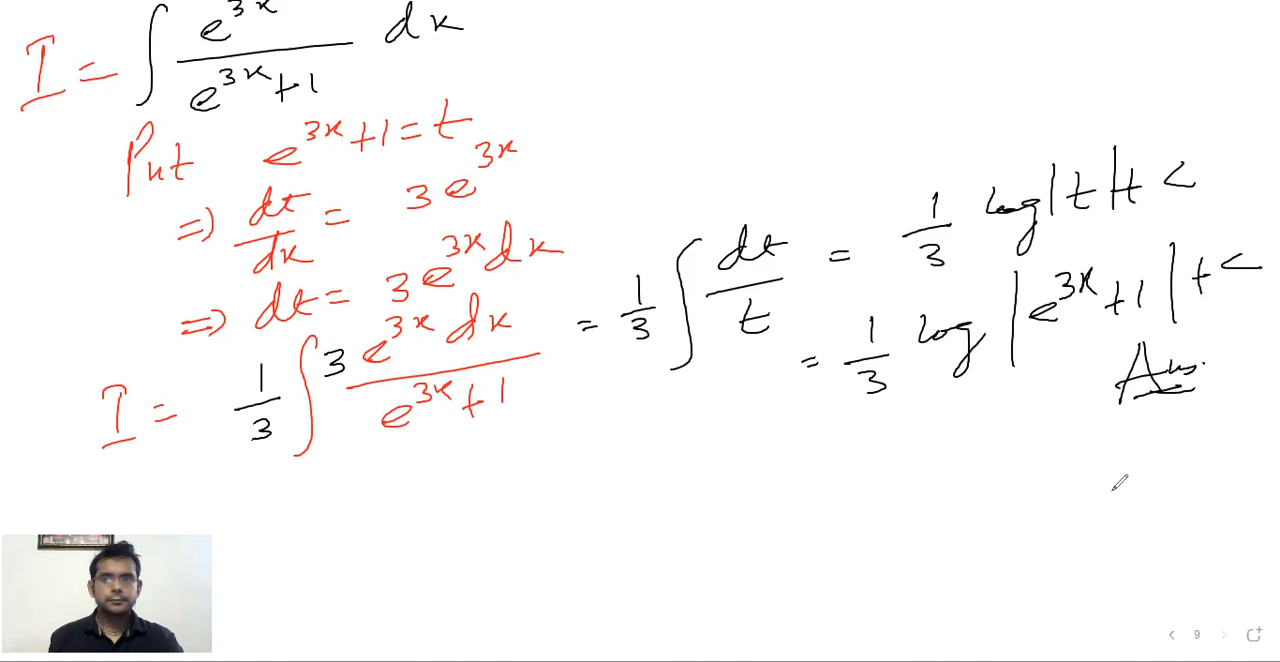 I = ∫ e^{3x} / (e^{3x}+1) dx
Put e^{3x}+1 = t
⇒ dt/dx = 3e^{3x}
⇒ dt = 3e^{3x}dx
I = 1/3 ∫ 3e^{3x}dx / (e^{3x}+1)
= 1/3 ∫ dt/t = 1/3 log|t|+c
= 1/3 log|e^{3x}+1|+c
Ans.
9